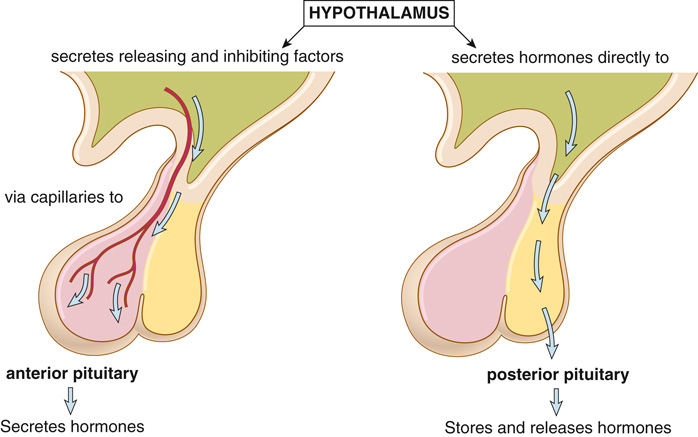 HYPOTHALAMUS
secretes releasing and inhibiting factors
secretes hormones directly to
via capillaries to
anterior pituitary
posterior pituitary
Secretes hormones
Stores and releases hormones